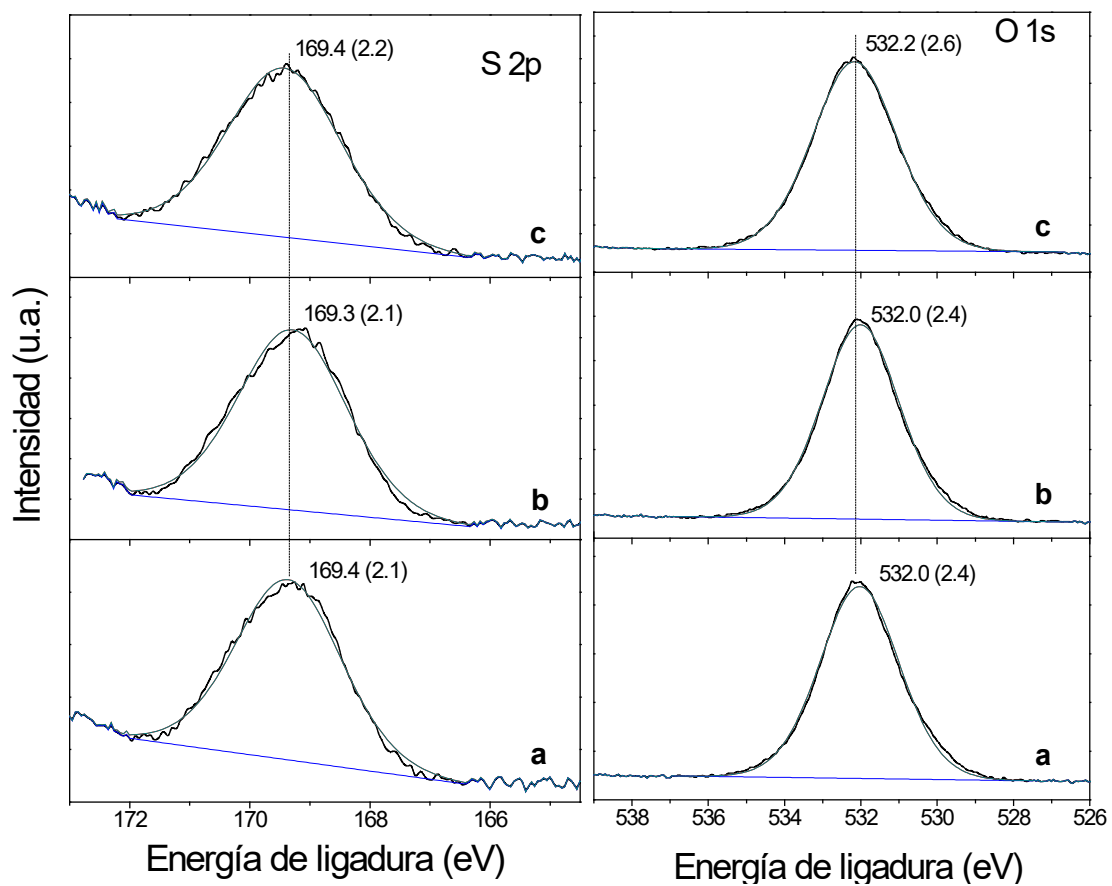 Intensidad (u.a.)
S 2p
169.4 (2.2)
c
169.3 (2.1)
b
169.4 (2.1)
a
172 170 168 166
Energía de ligadura (eV)
O 1s
532.2 (2.6)
c
532.0 (2.4)
b
532.0 (2.4)
a
538 536 534 532 530 528 526
Energía de ligadura (eV)